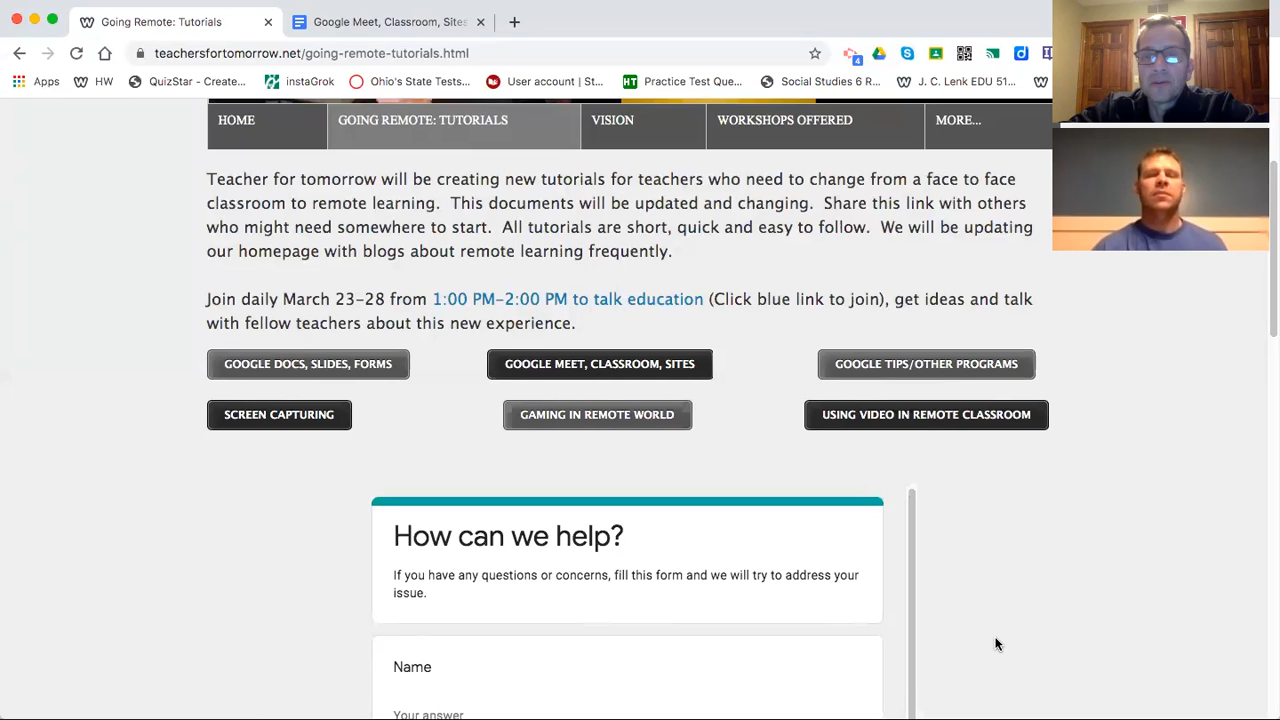 Going Remote: Tutorials
Google Meet, Classroom, Sites
teachersfortomorrow.net/going-remote-tutorials.html
4
Apps HW QuizStar - Create... instaGrok Ohio's State Tests... User account | St... Practice Test Que... Social Studies 6 R... J. C. Lenk EDU 51...
HOME GOING REMOTE: TUTORIALS VISION WORKSHOPS OFFERED MORE...
Teacher for tomorrow will be creating new tutorials for teachers who need to change from a face to face
classroom to remote learning. This documents will be updated and changing. Share this link with others
who might need somewhere to start. All tutorials are short, quick and easy to follow. We will be updating
our homepage with blogs about remote learning frequently.
Join daily March 23-28 from 1:00 PM-2:00 PM to talk education (Click blue link to join), get ideas and talk
with fellow teachers about this new experience.
GOOGLE DOCS, SLIDES, FORMS GOOGLE MEET, CLASSROOM, SITES GOOGLE TIPS/OTHER PROGRAMS
SCREEN CAPTURING GAMING IN REMOTE WORLD USING VIDEO IN REMOTE CLASSROOM
How can we help?
If you have any questions or concerns, fill this form and we will try to address your
issue.
Name
Your answer